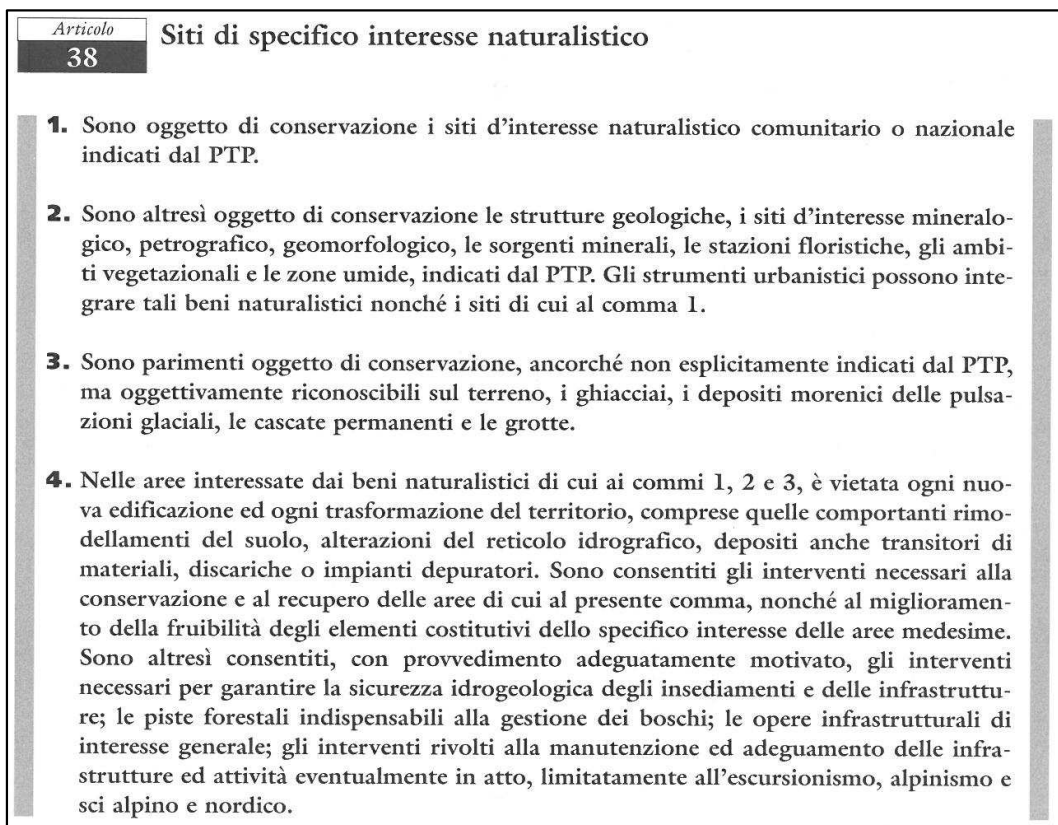 Articolo
38
Siti di specifico interesse naturalistico
1. Sono oggetto di conservazione i siti d'interesse naturalistico comunitario o nazionale
indicati dal PTP.
2. Sono altresì oggetto di conservazione le strutture geologiche, i siti d'interesse mineralo-
gico, petrografico, geomorfologico, le sorgenti minerali, le stazioni floristiche, gli ambi-
ti vegetazionali e le zone umide, indicati dal PTP. Gli strumenti urbanistici possono inte-
grare tali beni naturalistici nonché i siti di cui al comma 1.
3. Sono parimenti oggetto di conservazione, ancorché non esplicitamente indicati dal PTP,
ma oggettivamente riconoscibili sul terreno, i ghiacciai, i depositi morenici delle pulsa-
zioni glaciali, le cascate permanenti e le grotte.
4. Nelle aree interessate dai beni naturalistici di cui ai commi 1, 2 e 3, è vietata ogni nuo-
va edificazione ed ogni trasformazione del territorio, comprese quelle comportanti rimo-
dellamenti del suolo, alterazioni del reticolo idrografico, depositi anche transitori di
materiali, discariche o impianti depuratori. Sono consentiti gli interventi necessari alla
conservazione e al recupero delle aree di cui al presente comma, nonché al miglioramen-
to della fruibilità degli elementi costitutivi dello specifico interesse delle aree medesime.
Sono altresì consentiti, con provvedimento adeguatamente motivato, gli interventi
necessari per garantire la sicurezza idrogeologica degli insediamenti e delle infrastruttu-
re; le piste forestali indispensabili alla gestione dei boschi; le opere infrastrutturali di
interesse generale; gli interventi rivolti alla manutenzione ed adeguamento delle infra-
strutture ed attività eventualmente in atto, limitatamente all'escursionismo, alpinismo e
sci alpino e nordico.